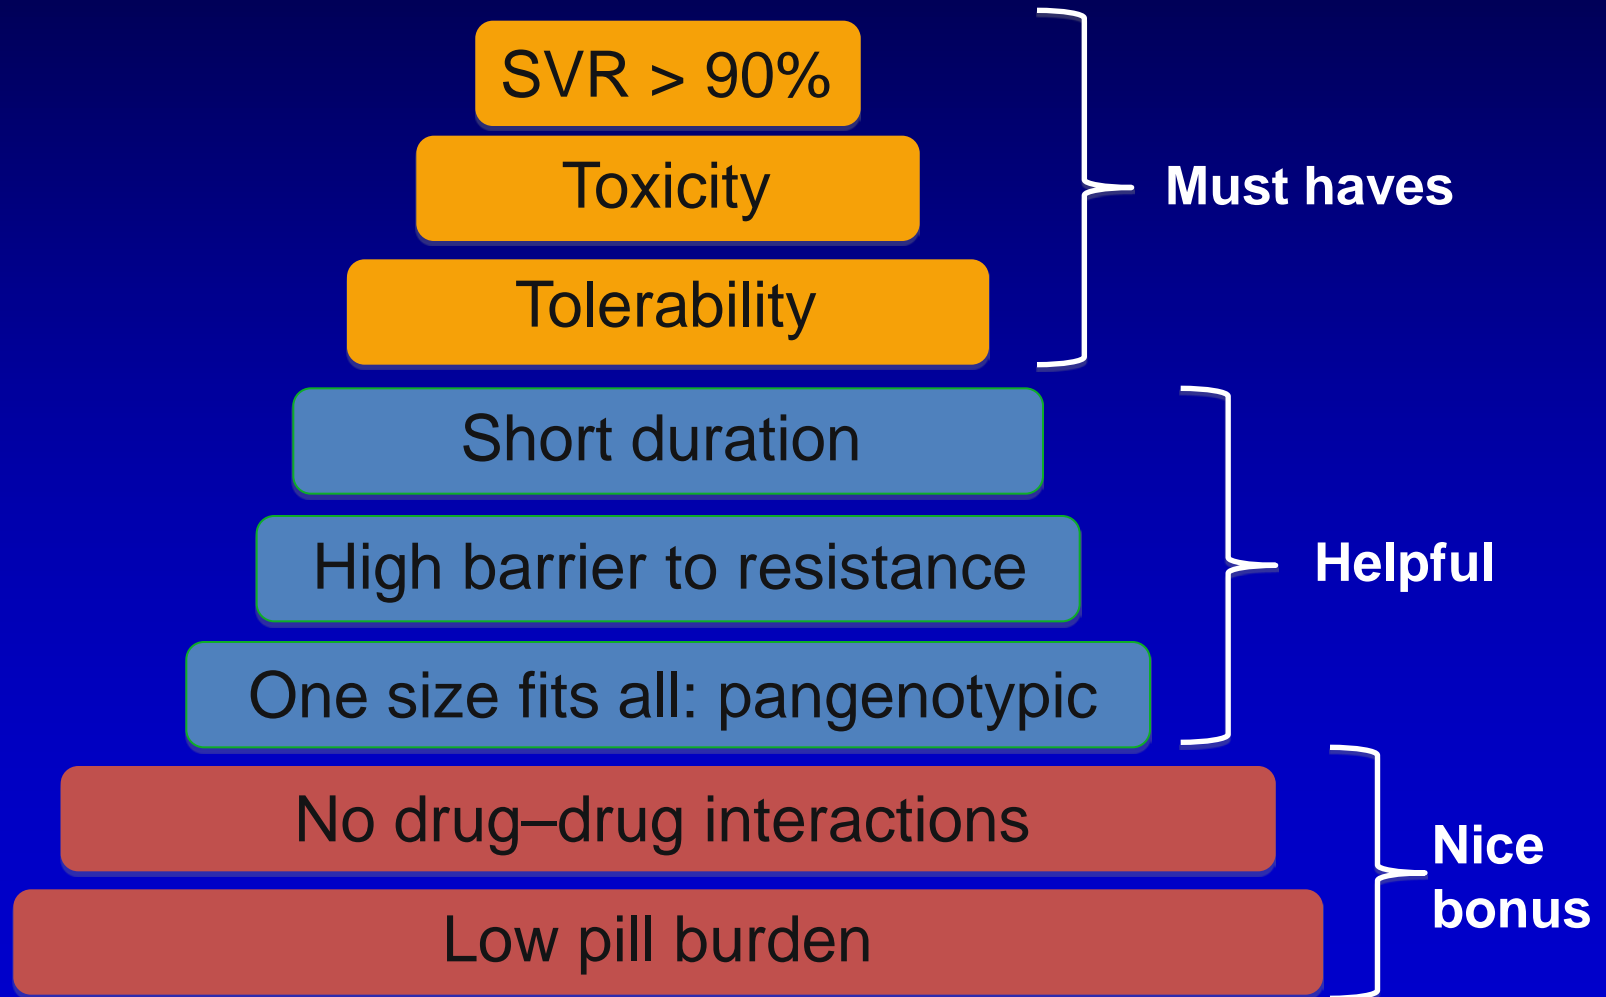 SVR > 90%
Toxicity
Tolerability
Must haves
Short duration
High barrier to resistance
One size fits all: pangenotypic
Helpful
No drug–drug interactions
Low pill burden
Nice
bonus